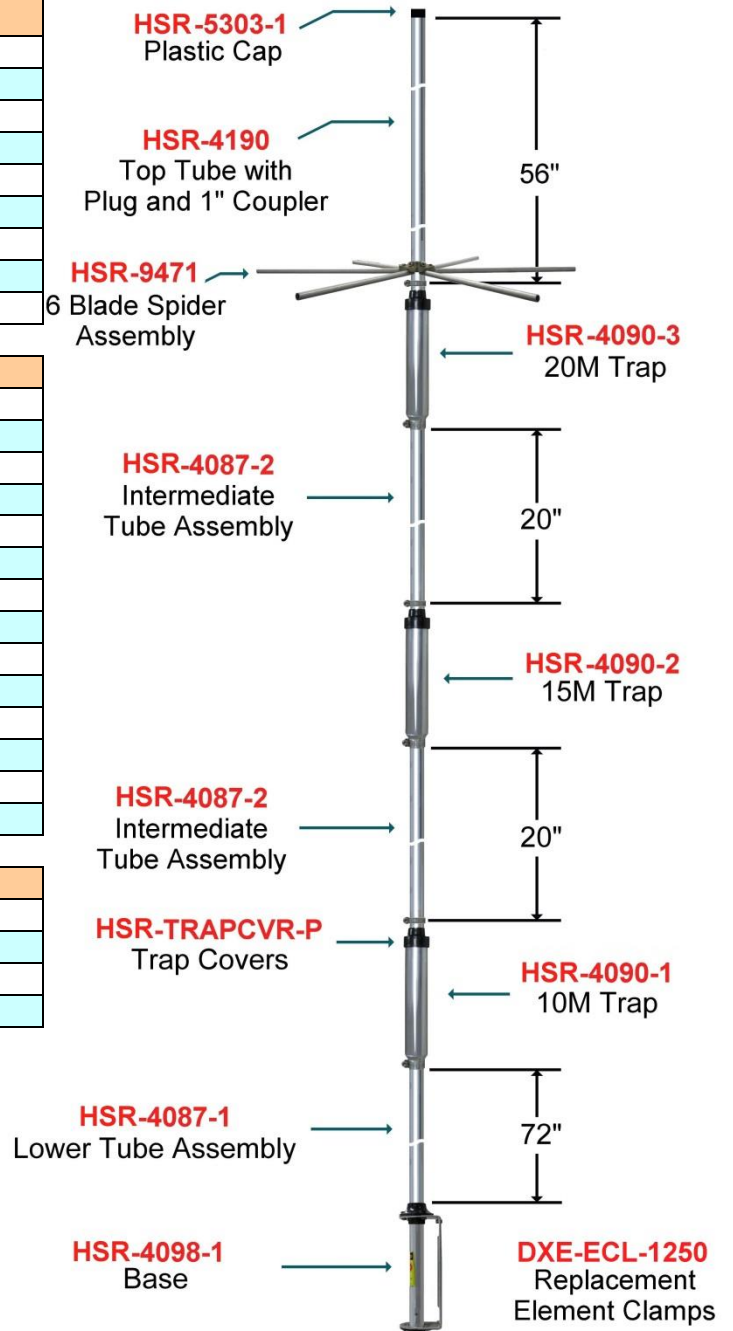 HSR-5303-1
Plastic Cap
HSR-4190
Top Tube with
Plug and 1" Coupler
56"
HSR-9471
6 Blade Spider
Assembly
HSR-4090-3
20M Trap
HSR-4087-2
Intermediate
Tube Assembly
20"
HSR-4090-2
15M Trap
HSR-4087-2
Intermediate
Tube Assembly
20"
HSR-TRAPCVR-P
Trap Covers
HSR-4090-1
10M Trap
HSR-4087-1
Lower Tube Assembly
72"
HSR-4098-1
Base
DXE-ECL-1250
Replacement
Element Clamps